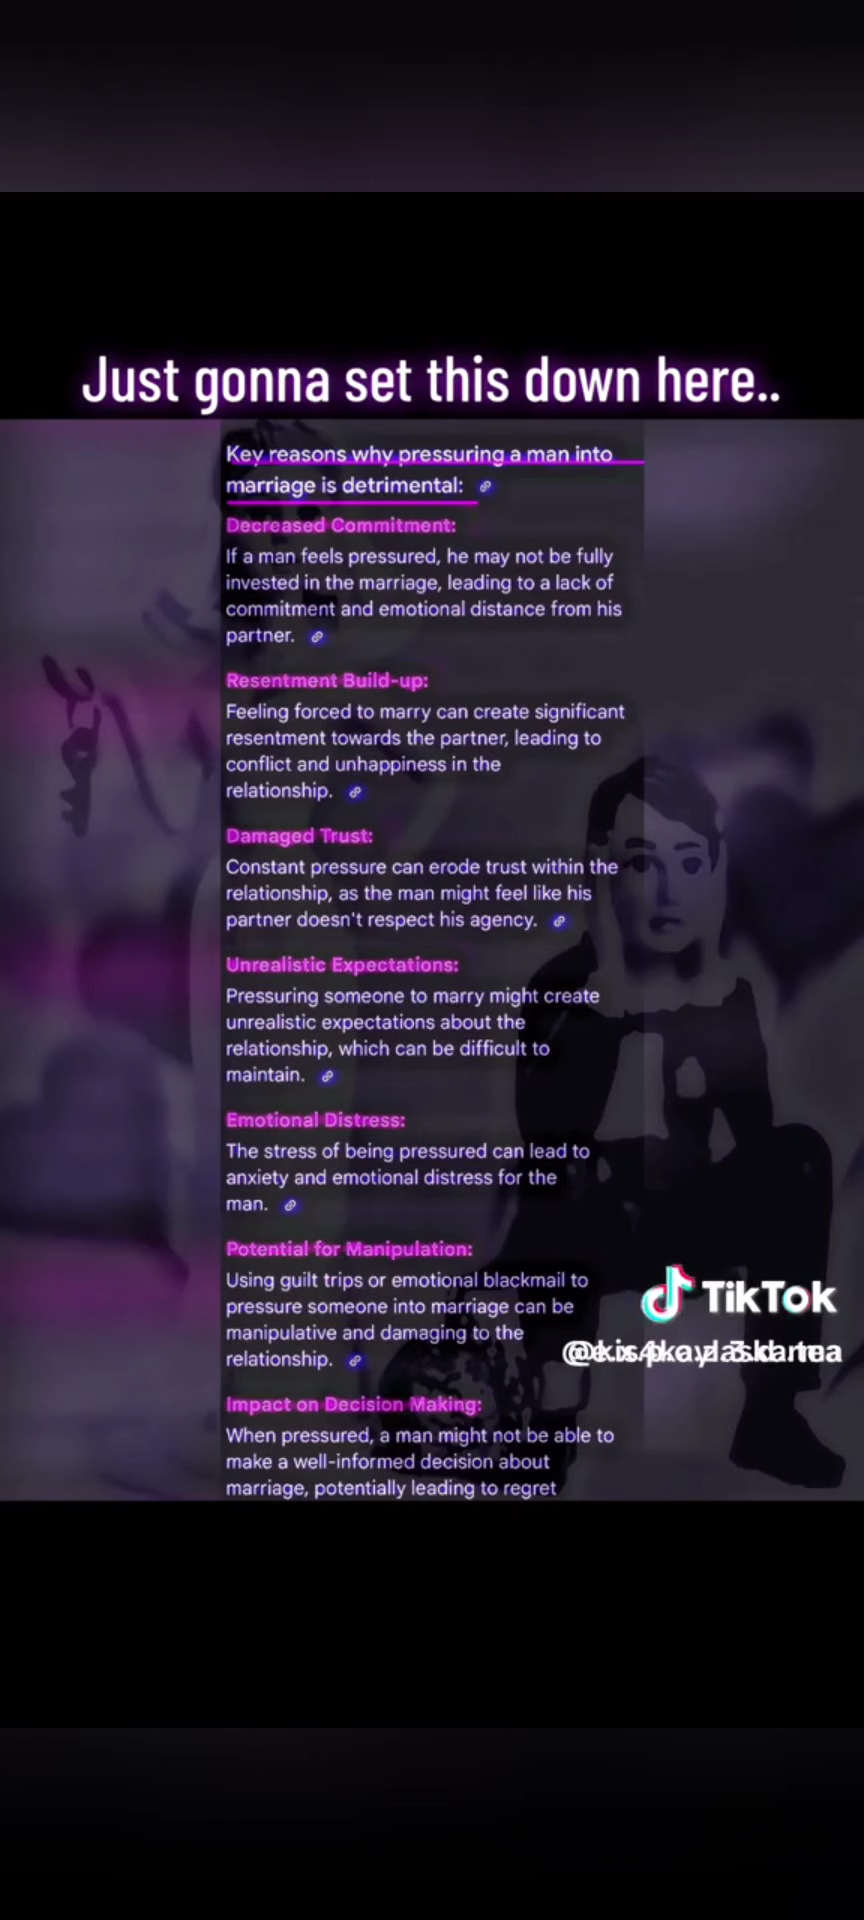 Just gonna set this down here..
Key reasons why pressuring a man into
marriage is detrimental:
Decreased Commitment:
If a man feels pressured, he may not be fully
invested in the marriage, leading to a lack of
commitment and emotional distance from his
partner.
Resentment Build-up:
Feeling forced to marry can create significant
resentment towards the partner, leading to
conflict and unhappiness in the
relationship.
Damaged Trust:
Constant pressure can erode trust within the
relationship, as the man might feel like his
partner doesn't respect his agency.
Unrealistic Expectations:
Pressuring someone to marry might create
unrealistic expectations about the
relationship, which can be difficult to
maintain.
Emotional Distress:
The stress of being pressured can lead to
anxiety and emotional distress for the
man.
Potential for Manipulation:
Using guilt trips or emotional blackmail to
pressure someone into marriage can be
manipulative and damaging to the
relationship.
TikTok
Impact on Decision Making:
When pressured, a man might not be able to
make a well-informed decision about
marriage, potentially leading to regret